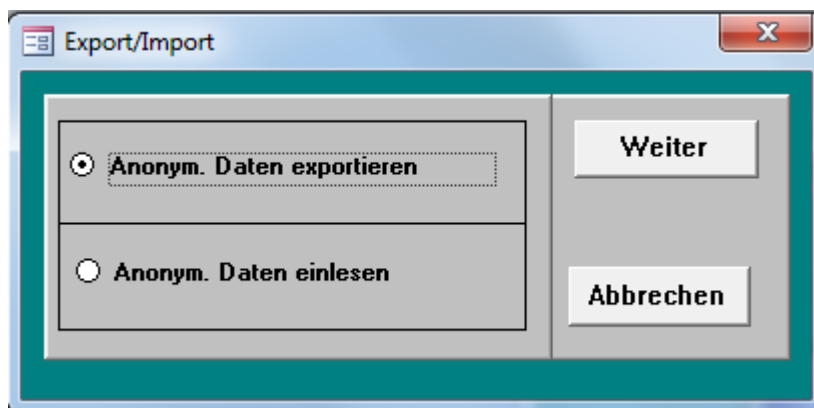 Export/Import
Anonym. Daten exportieren
Weiter
Anonym. Daten einlesen
Abbrechen